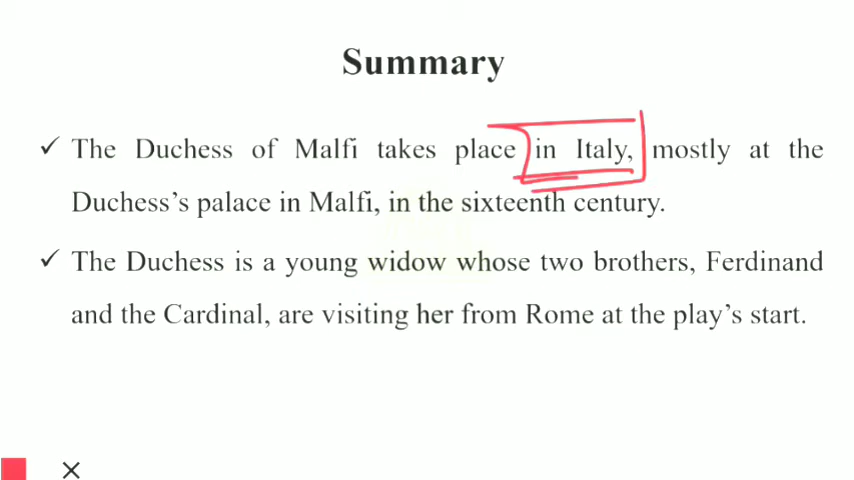 Summary
✓ The Duchess of Malfi takes place in Italy, mostly at the
Duchess's palace in Malfi, in the sixteenth century.
✓ The Duchess is a young widow whose two brothers, Ferdinand
and the Cardinal, are visiting her from Rome at the play's start.